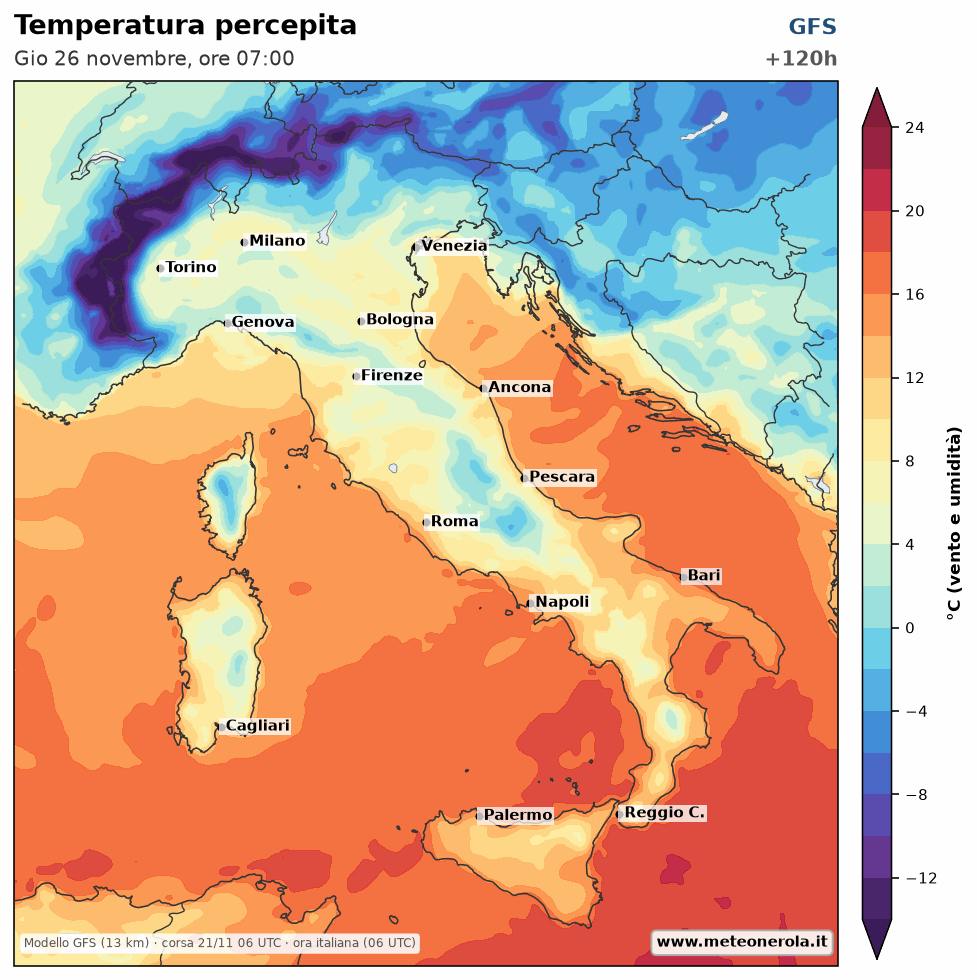 Temperatura percepita
GFS
Gio 26 novembre, ore 07:00
+120h
Milano
Venezia
Torino
Genova
Bologna
Firenze
Ancona
Pescara
Roma
Bari
Napoli
Cagliari
Palermo
Reggio C.
24
20
16
12
8
4
0
−4
−8
−12
°C (vento e umidità)
Modello GFS (13 km) · corsa 21/11 06 UTC · ora italiana (06 UTC)
www.meteonerola.it